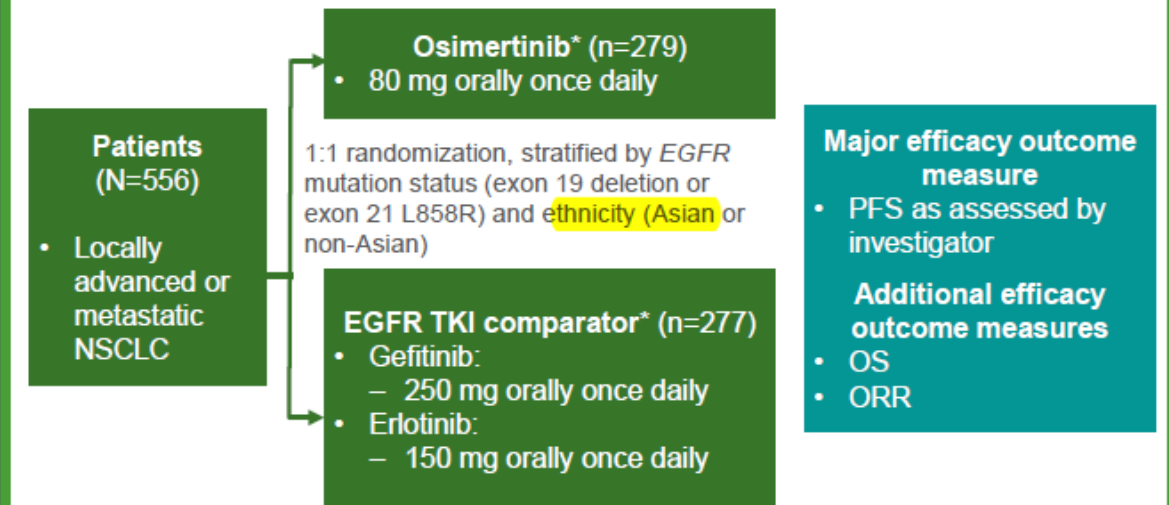 Patients
(N=556)
• Locally
advanced or
metastatic
NSCLC
Osimertinib* (n=279)
• 80 mg orally once daily
1:1 randomization, stratified by EGFR
mutation status (exon 19 deletion or
exon 21 L858R) and ethnicity (Asian or
non-Asian)
EGFR TKI comparator* (n=277)
• Gefitinib:
– 250 mg orally once daily
• Erlotinib:
– 150 mg orally once daily
Major efficacy outcome
measure
• PFS as assessed by
investigator
Additional efficacy
outcome measures
• OS
• ORR